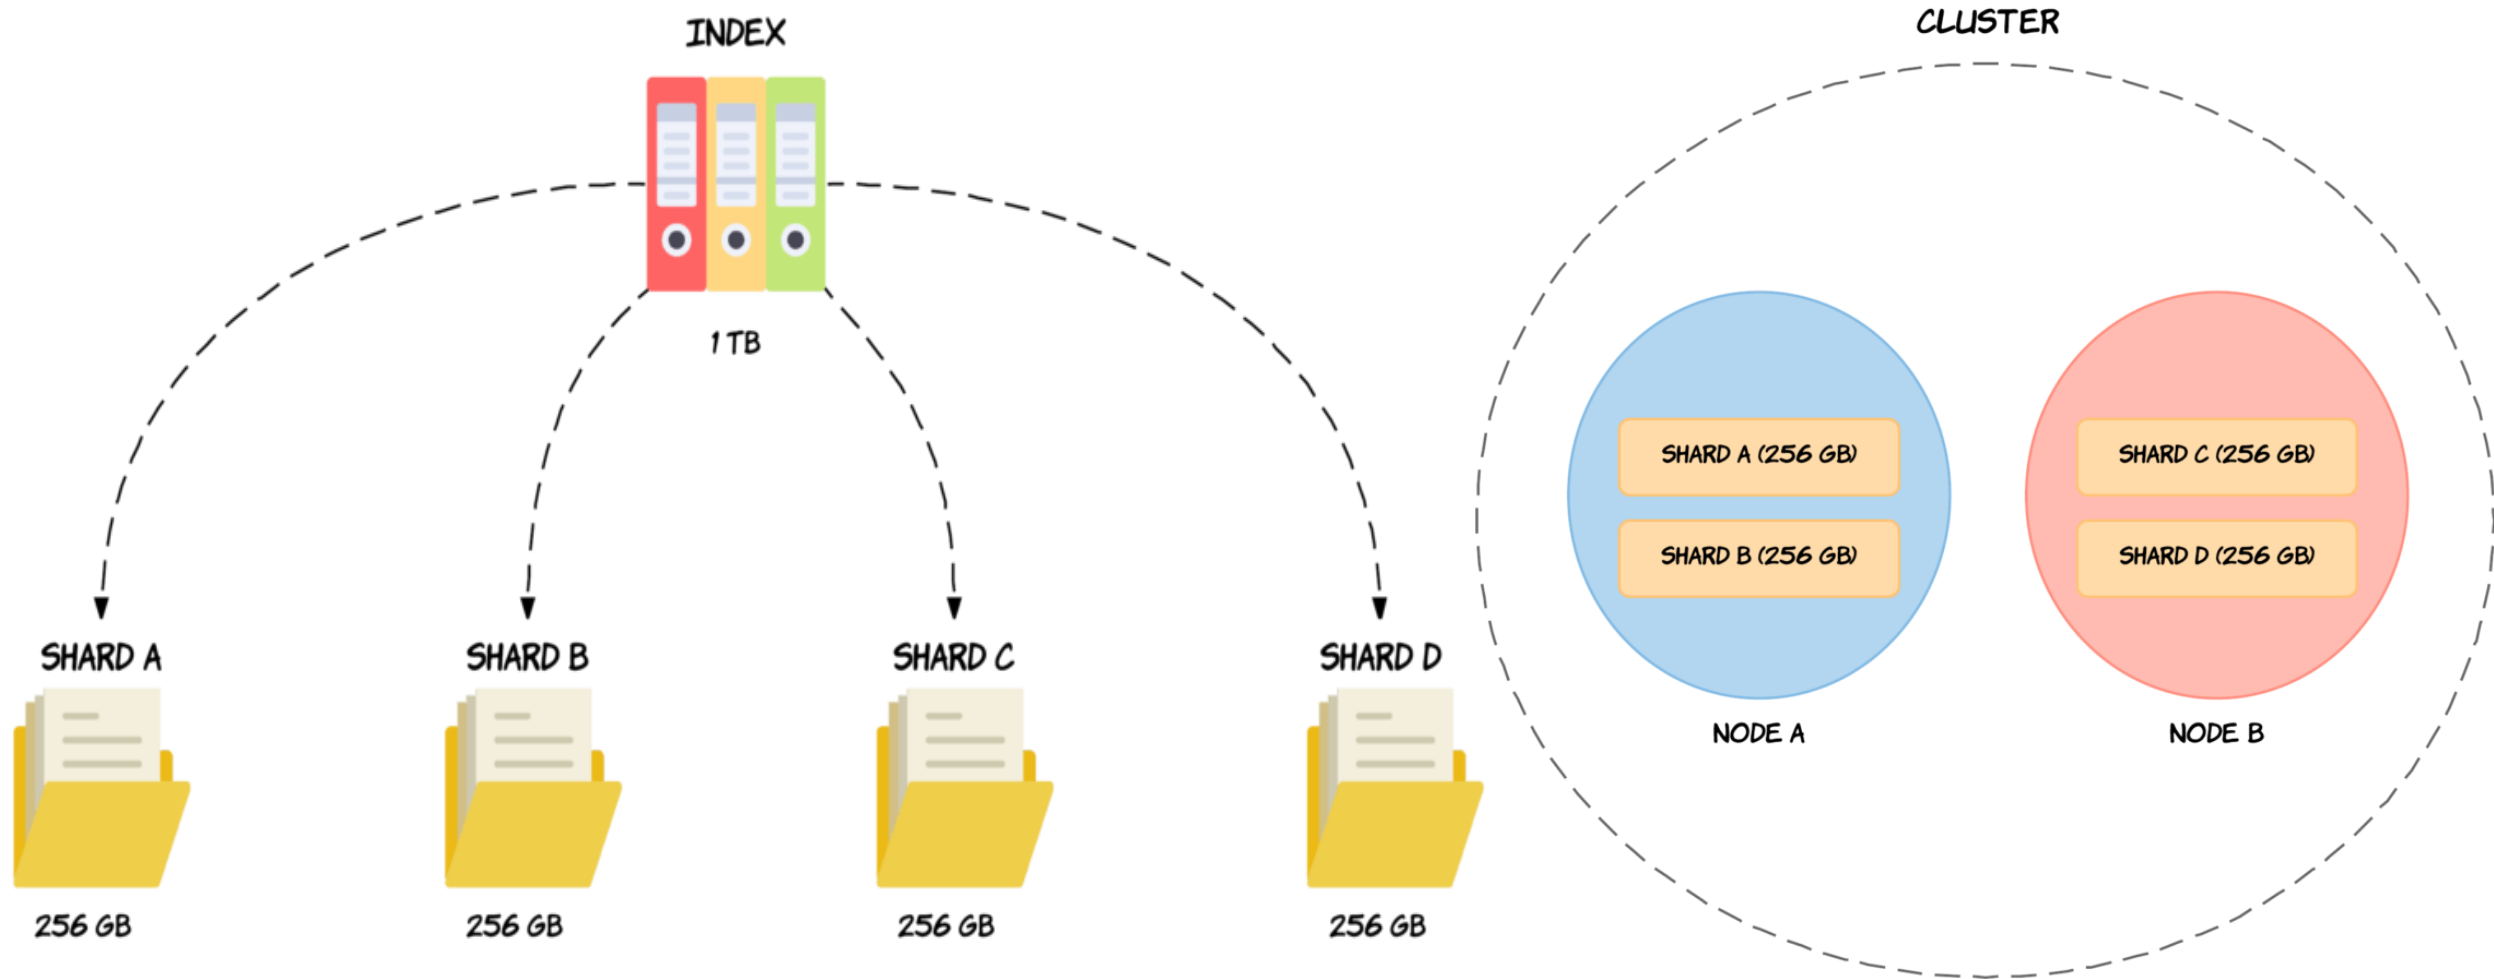 INDEX
1 TB
SHARD A
SHARD B
SHARD C
SHARD D
256 GB
256 GB
256 GB
256 GB
CLUSTER
SHARD A (256 GB)
SHARD B (256 GB)
NODE A
SHARD C (256 GB)
SHARD D (256 GB)
NODE B